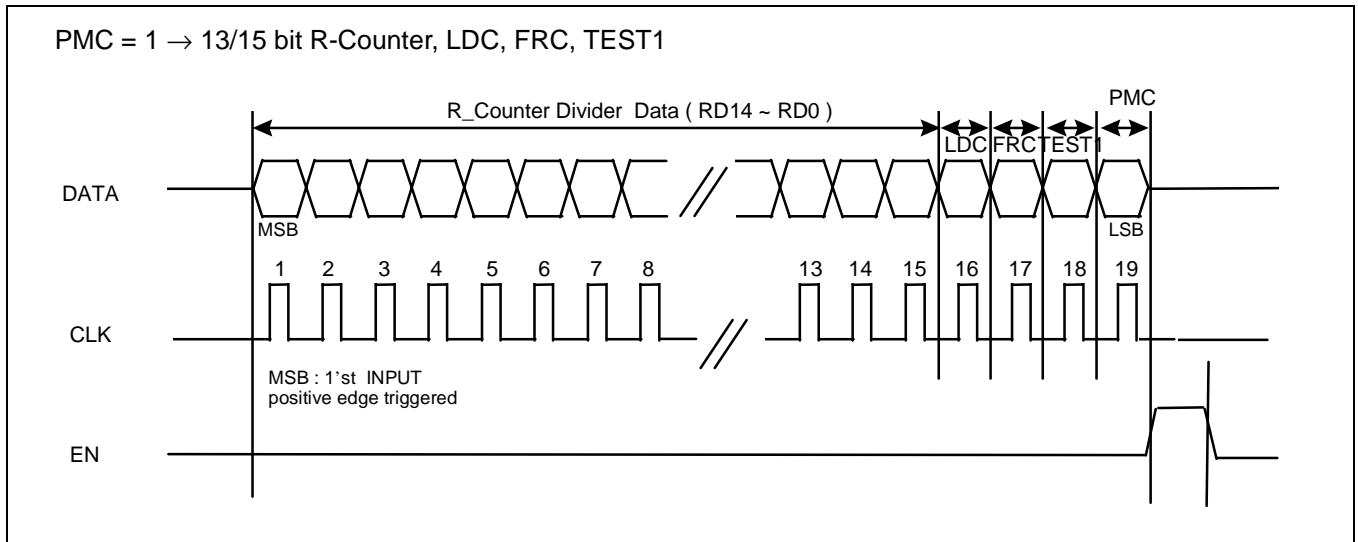 PMC = 1 → 13/15 bit R-Counter, LDC, FRC, TEST1
PMC
R_Counter Divider Data ( RD14 ~ RD0 )
LDC FRC TEST1
DATA
MSB LSB
1 2 3 4 5 6 7 8 13 14 15 16 17 18 19
CLK
MSB : 1'st INPUT
positive edge triggered
EN